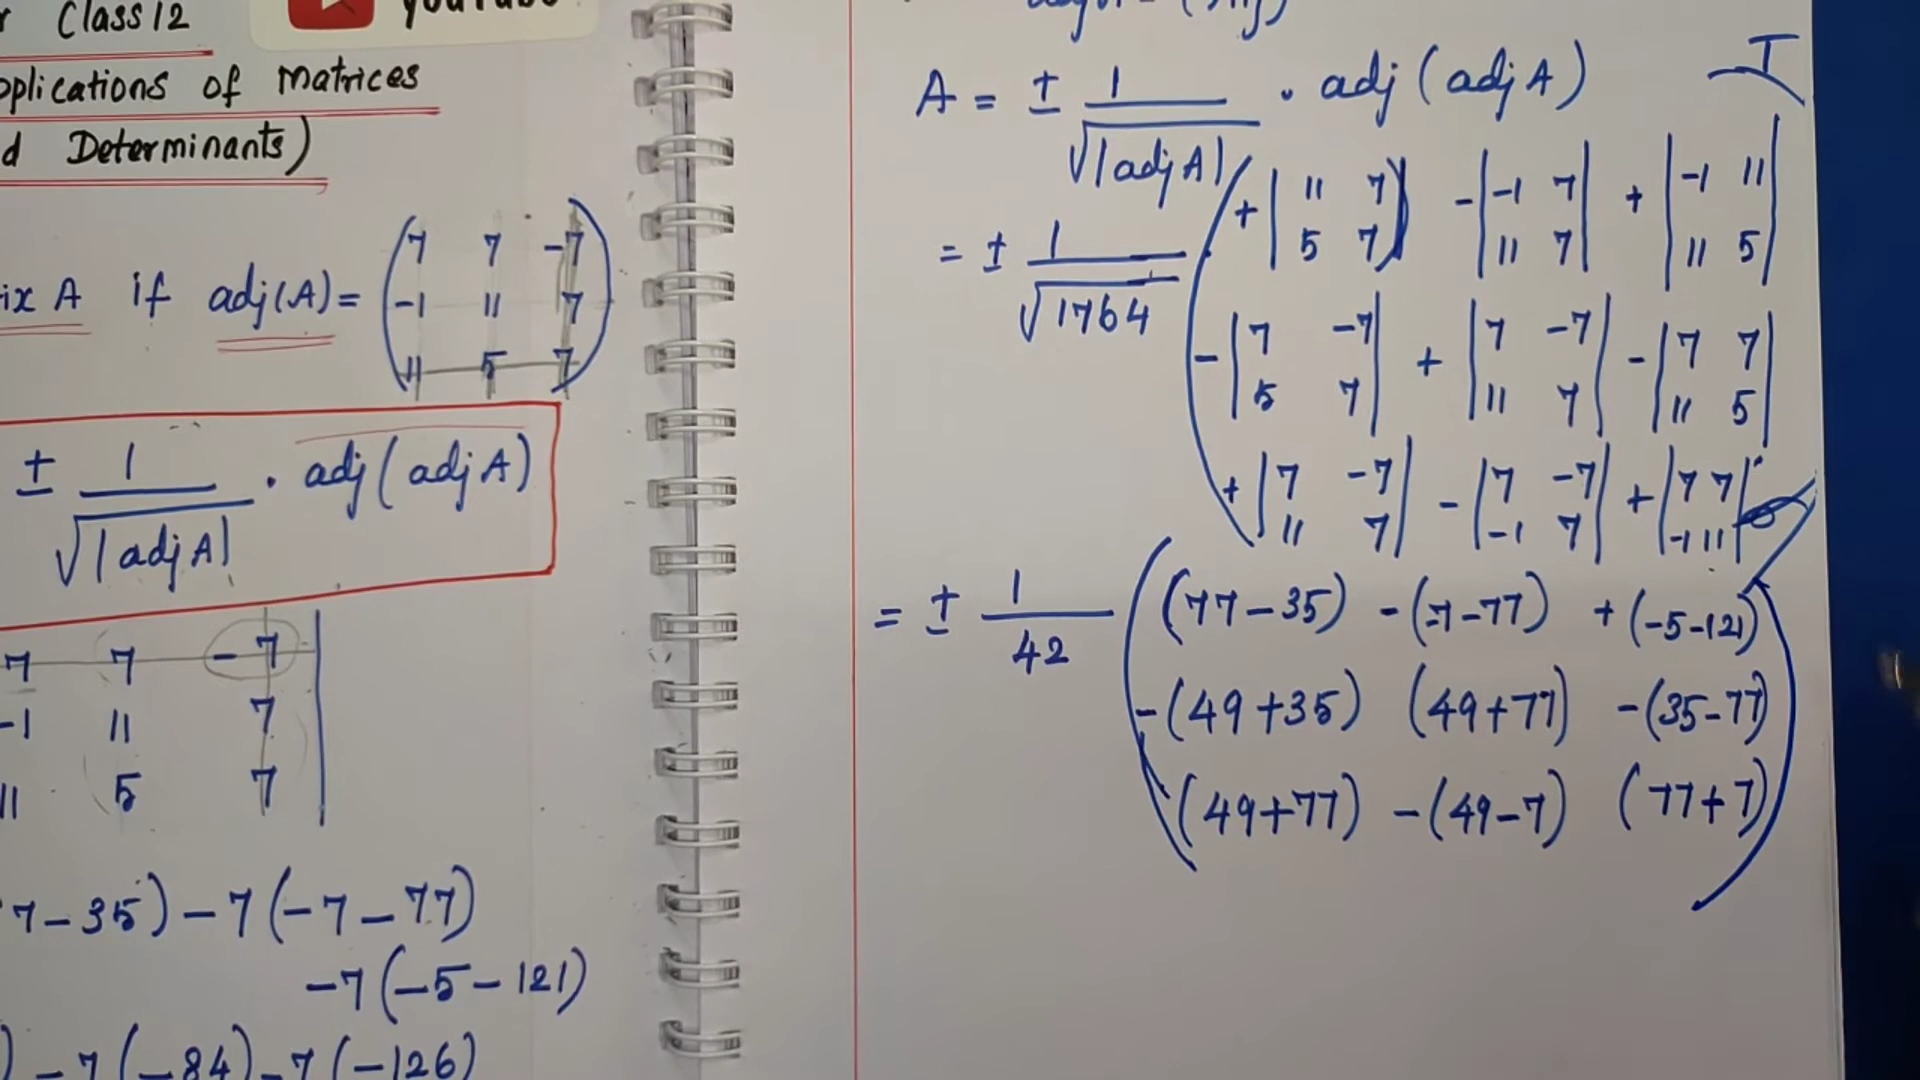 Class 12
YouTube
of Matrices
Determinants)
A if adj(A) =
7 7 -7
-1 11 7
11 5 7
± 1/√|adj A| . adj(adj A)
7 7 -7
-1 11 7
11 5 7
7-35) -7(-7-77)
-7(-5-121)
) -7(-84) -7(-126)
A = ± 1/√|adj A| . adj(adj A)
T
= ± 1/√1764
+|11 7| -|-1 7| +|-1 11|
|5 7| |11 7| |11 5|
-|7 -7| +|7 -7| -|7 7|
|5 7| |11 7| |11 5|
+|7 -7| -|7 -7| +|7 7|
|11 7| |-1 7| |-1 11|
= ± 1/42
(77-35) -(-7-77) +(-5-121)
-(49+35) (49+77) -(35-77)
(49+77) -(49-7) (77+7)